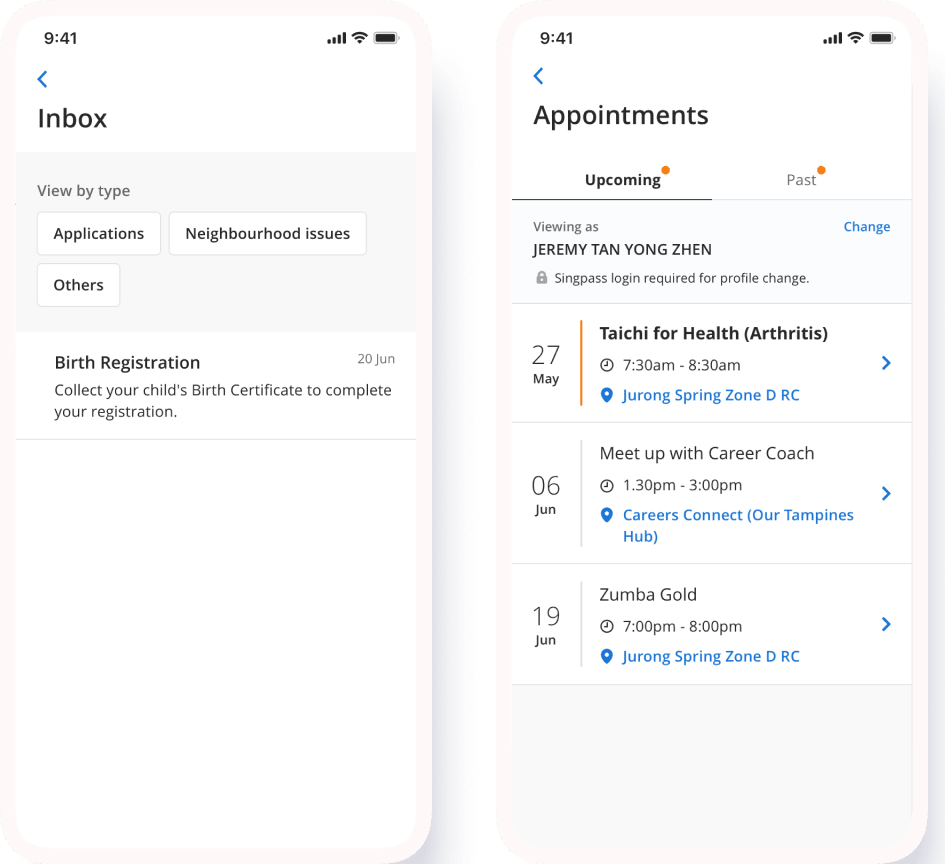 9:41
Inbox
View by type
Applications
Neighbourhood issues
Others
Birth Registration
20 Jun
Collect your child's Birth Certificate to complete
your registration.
9:41
Appointments
Upcoming
Past
Viewing as
Change
JEREMY TAN YONG ZHEN
Singpass login required for profile change.
27
May
Taichi for Health (Arthritis)
7:30am - 8:30am
Jurong Spring Zone D RC
06
Jun
Meet up with Career Coach
1.30pm - 3:00pm
Careers Connect (Our Tampines
Hub)
19
Jun
Zumba Gold
7:00pm - 8:00pm
Jurong Spring Zone D RC